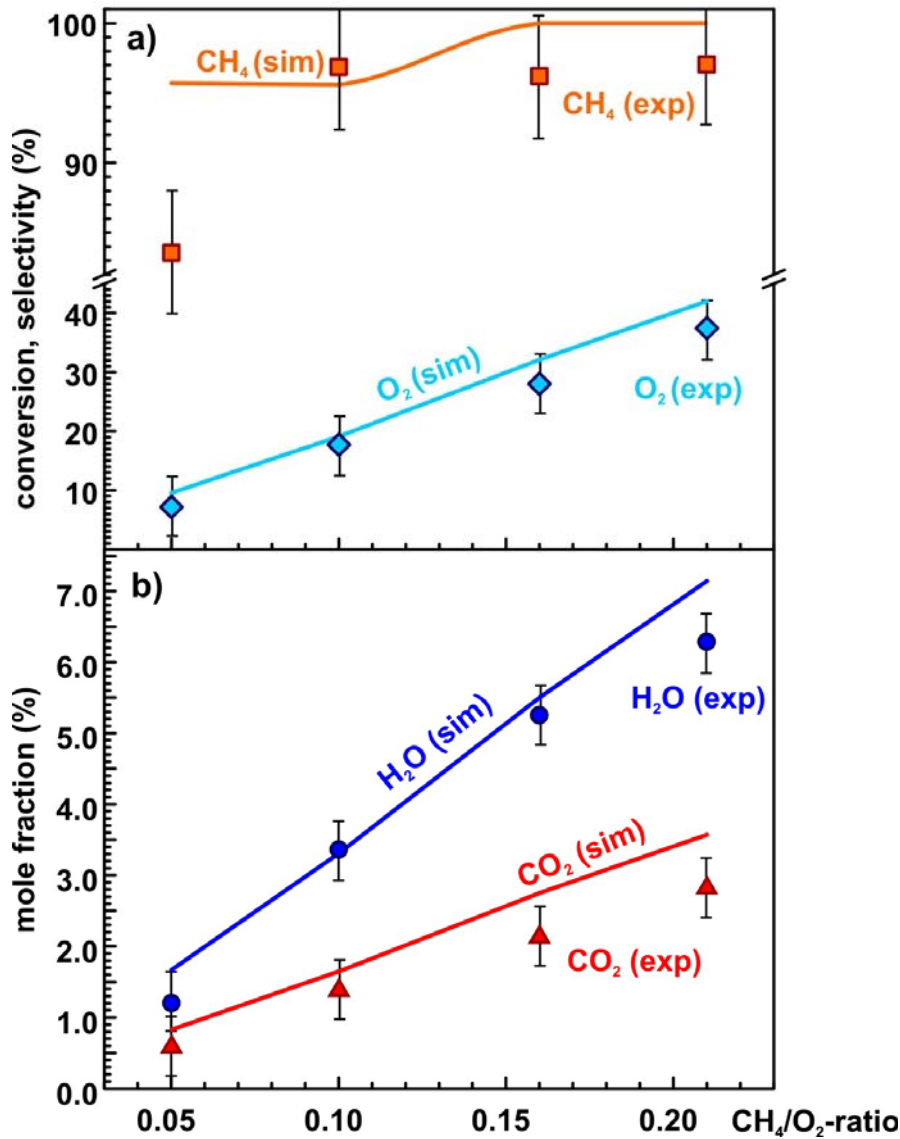 a)
100
CH₄ (sim)
CH₄ (exp)
90
conversion, selectivity (%)
40
30
O₂ (sim)
O₂ (exp)
20
10
b)
7.0
6.0
H₂O (exp)
5.0
H₂O (sim)
4.0
mole fraction (%)
3.0
CO₂ (sim)
2.0
CO₂ (exp)
1.0
0.0
0.05 0.10 0.15 0.20 CH₄/O₂-ratio